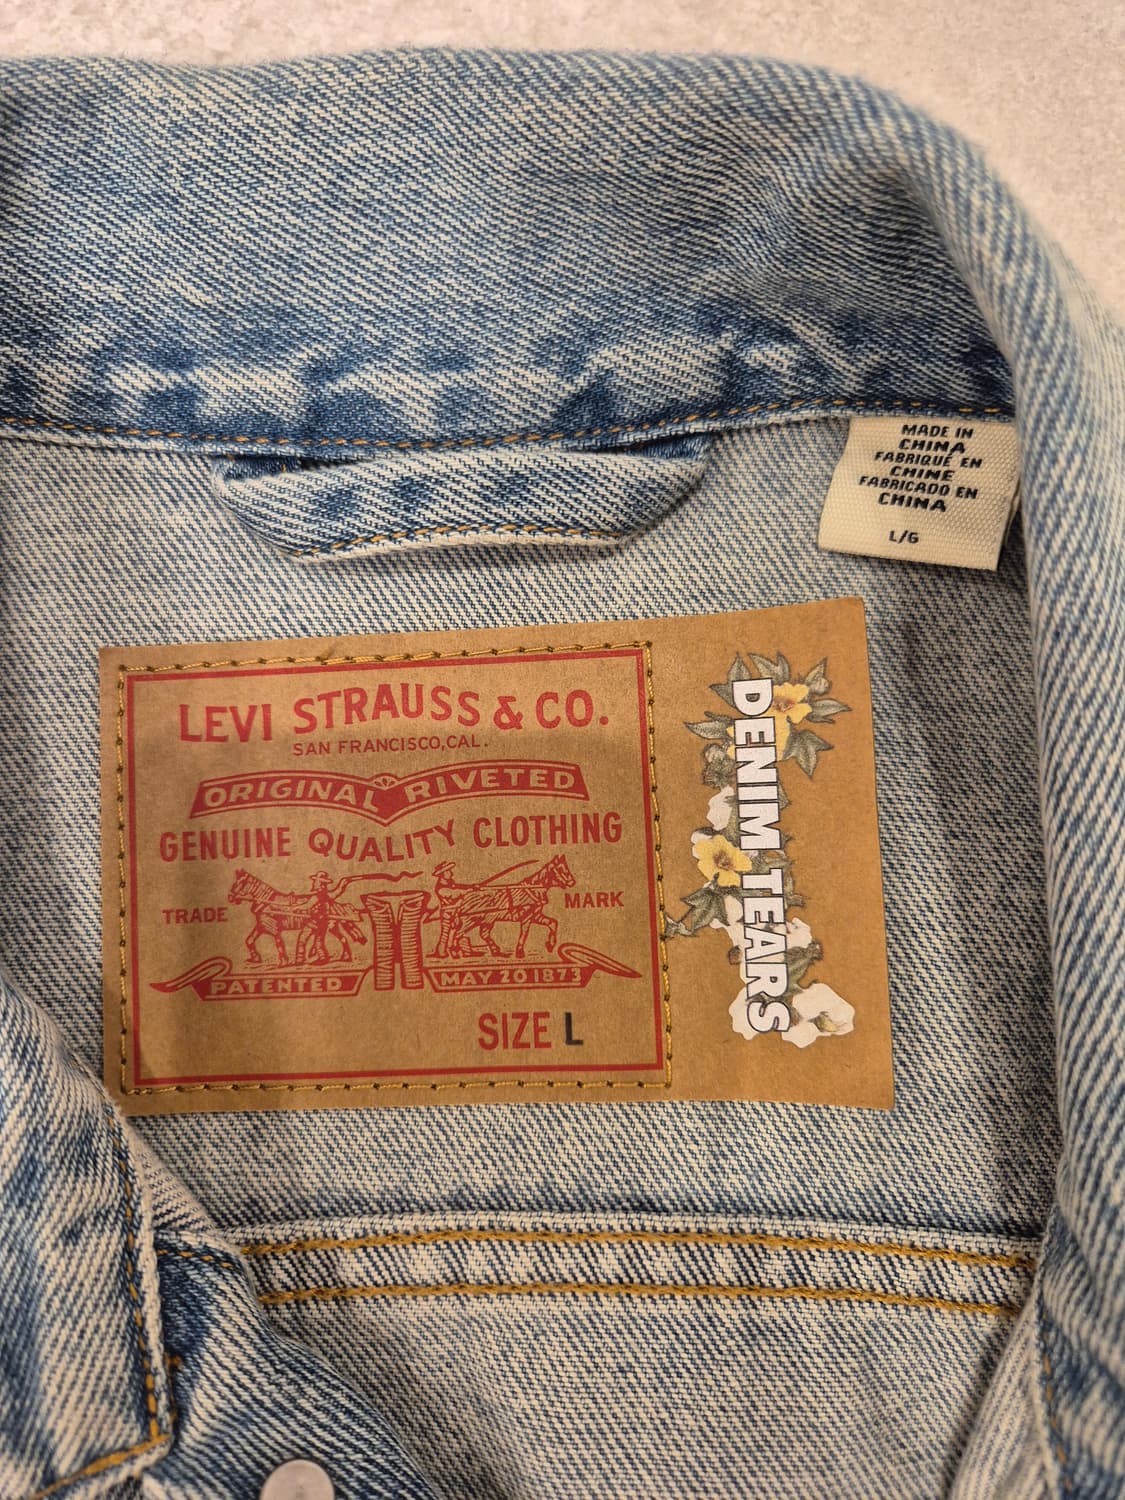 MADE IN
CHINA
FABRIQUÉ EN
CHINE
FABRICADO EN
CHINA
L/G
LEVI STRAUSS & CO.
SAN FRANCISCO, CAL.
ORIGINAL RIVETED
GENUINE QUALITY CLOTHING
TRADE MARK
PATENTED MAY 20 1873
SIZE L
DENIM TEARS